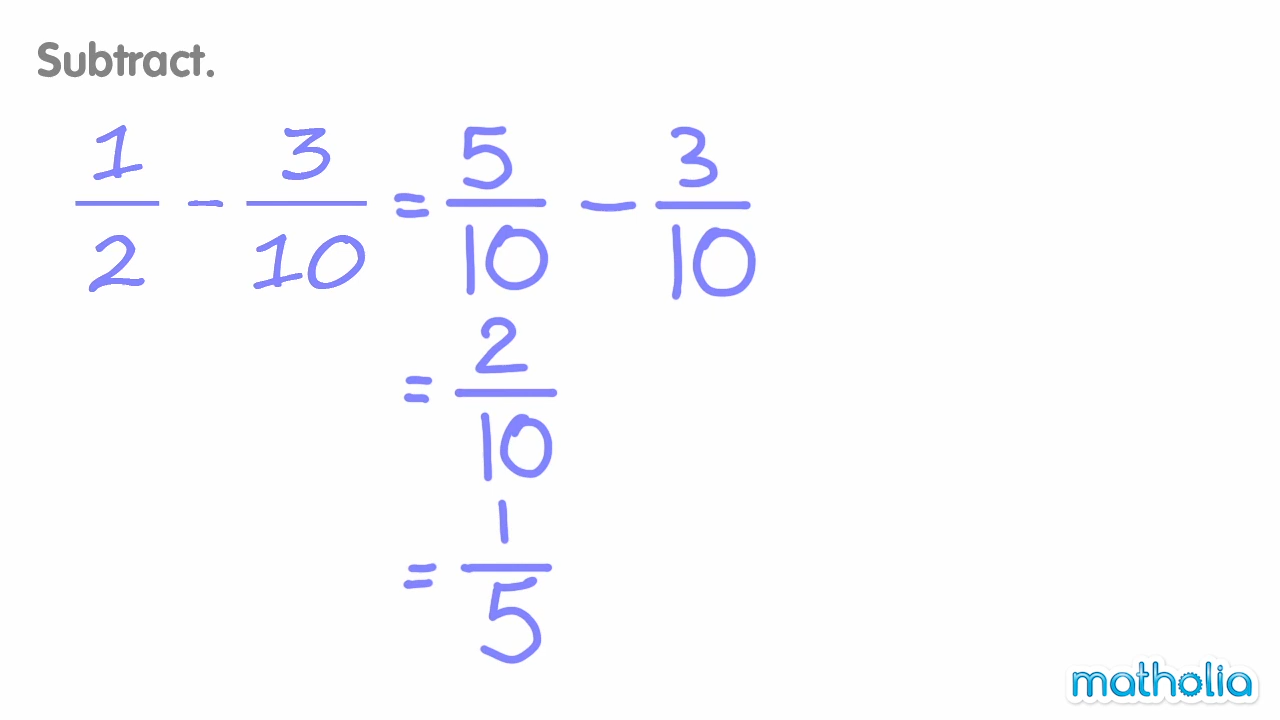 Subtract.
1/2 - 3/10 = 5/10 - 3/10
= 2/10
= 1/5
matholia